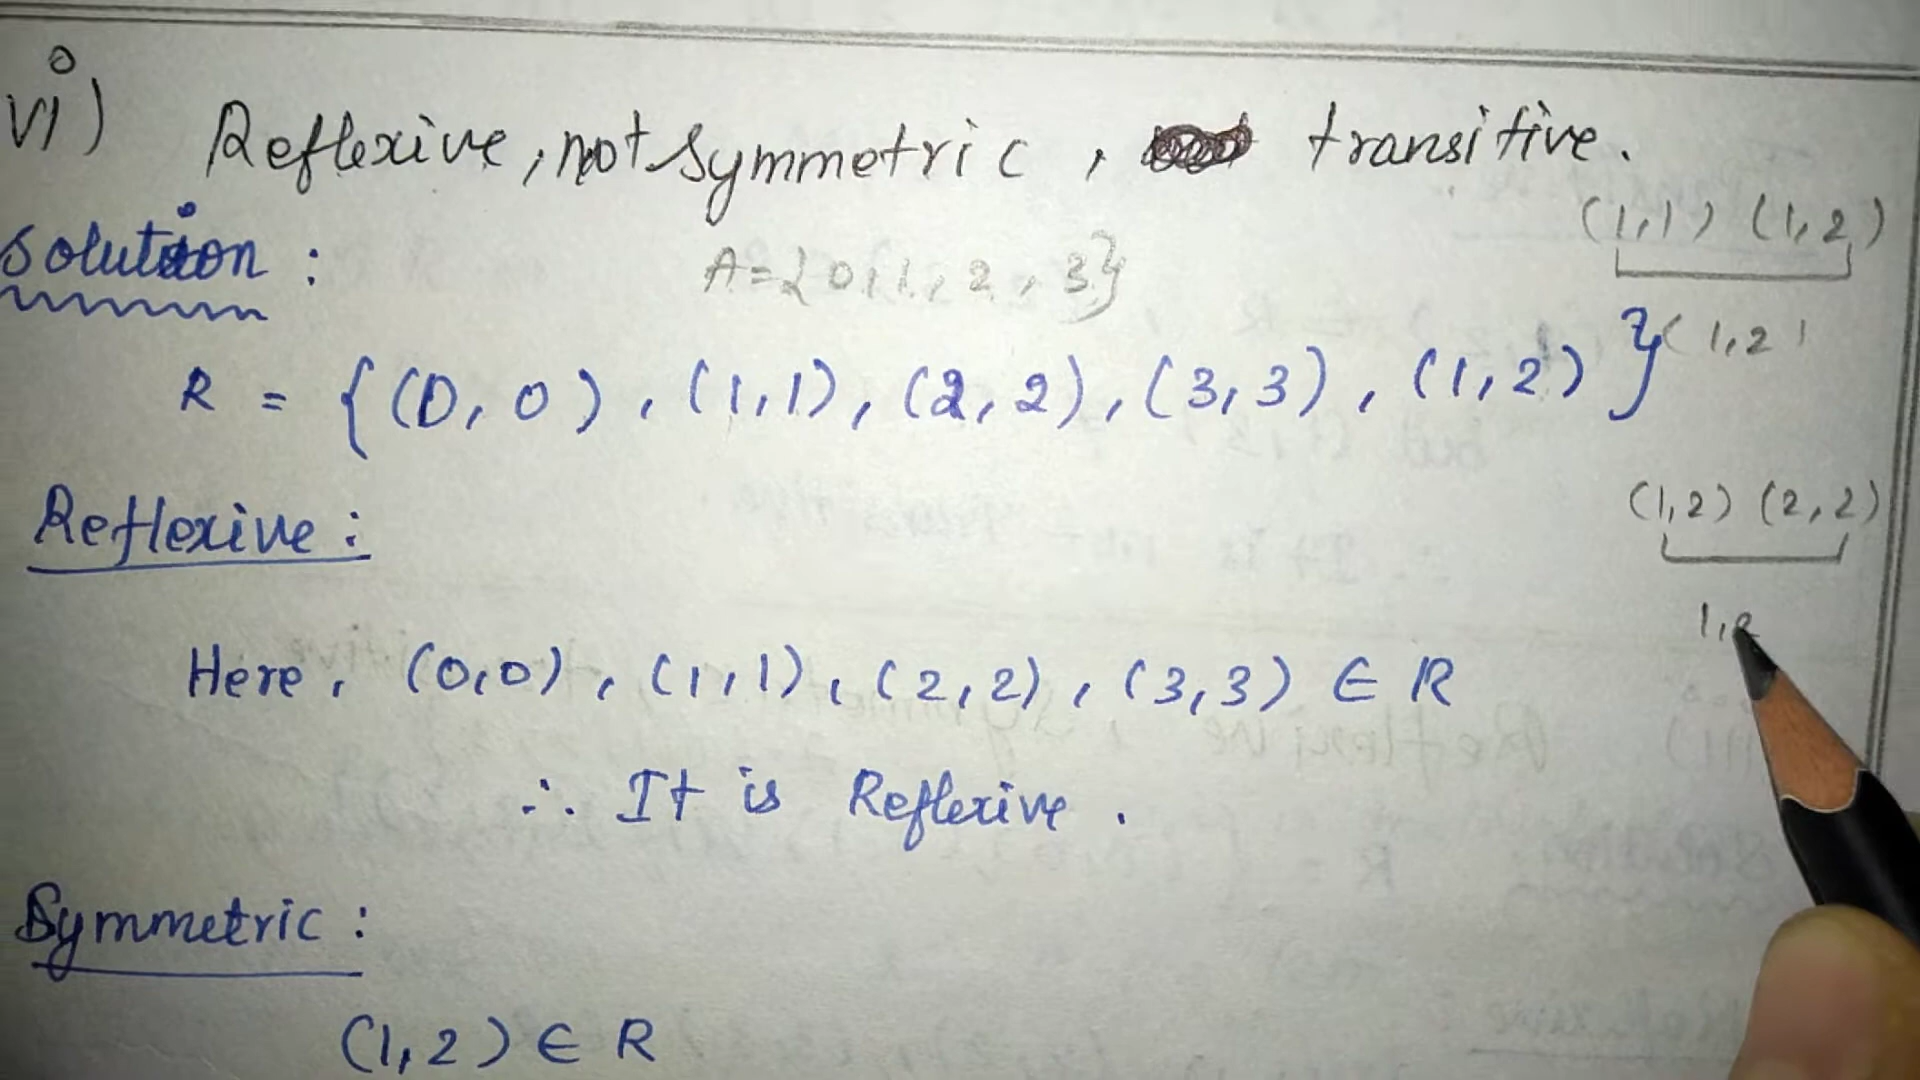 vi) Reflexive, not symmetric, transitive.
(1,1) (1,2)
Solution :
A={0,1,2,3}
(1,2)
R = {(0,0), (1,1), (2,2), (3,3), (1,2)}
(1,2) (2,2)
Reflexive :
1,2
Here, (0,0), (1,1), (2,2), (3,3) ∈ R
∴ It is Reflexive.
Symmetric :
(1,2) ∈ R